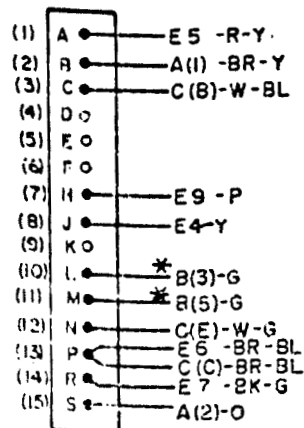 (1) A E5 -R-Y
(2) B A(1) -BR-Y
(3) C C(B)-W-BL
(4) D
(5) E
(6) F
(7) H E9 -P
(8) J E4-Y
(9) K
(10) L * B(3)-G
(11) M * B(5)-G
(12) N C(E)-W-G
(13) P E6 -BR-BL
C(C)-BR-BL
(14) R E7 -BK-G
(15) S A(2)-O